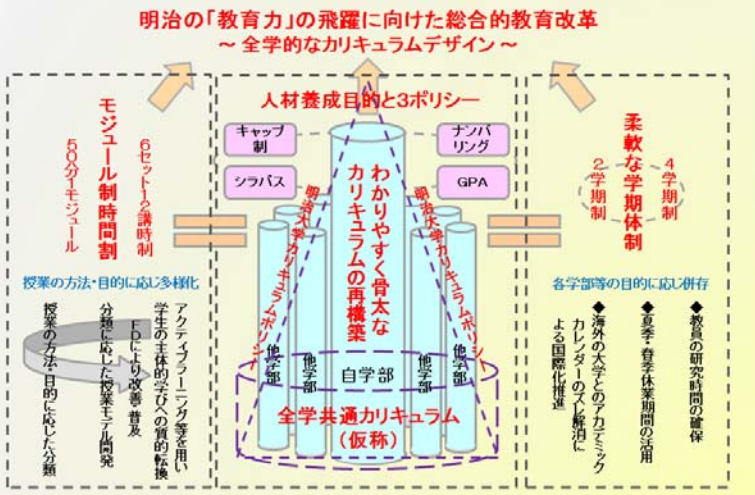 明治の「教育力」の飛躍に向けた総合的教育改革
～ 全学的なカリキュラムデザイン ～
モジュール制時間割
6セット12講時制
50分1モジュール
授業の方法・目的に応じ多様化
アクティブラーニング等を用い
学生の主体的学びへの質的転換
FDにより改善・普及
分類に応じた授業モデル開発
授業の方法・目的に応じた分類
人材養成目的と3ポリシー
キャップ
制
ナンバ
リング
シラバス
GPA
わかりやすく骨太な
カリキュラムの再構築
明治大学カリキュラムポリシー
明治大学カリキュラムポリシー
他学部
他学部
自学部
他学部
他学部
全学共通カリキュラム
(仮称)
柔軟な学期体制
4学期制
2学期制
各学部等の目的に応じ併存
◆教員の研究時間の確保
◆夏季・春季休業期間の活用
◆海外の大学とのアカデミック
カレンダーのズレ解消に
よる国際化推進